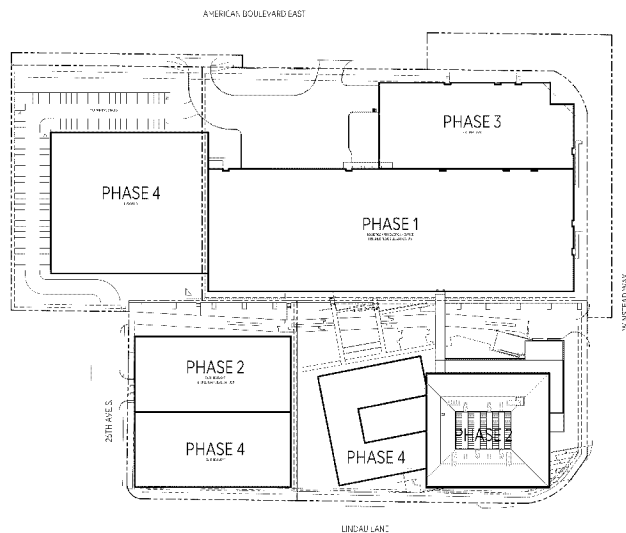 AMERICAN BOULEVARD EAST
PHASE 3
PHASE 4
PHASE 1
PHASE 2
PHASE 4
PHASE 4
PHASE 2
26TH AVE S.
LINDAU LANE